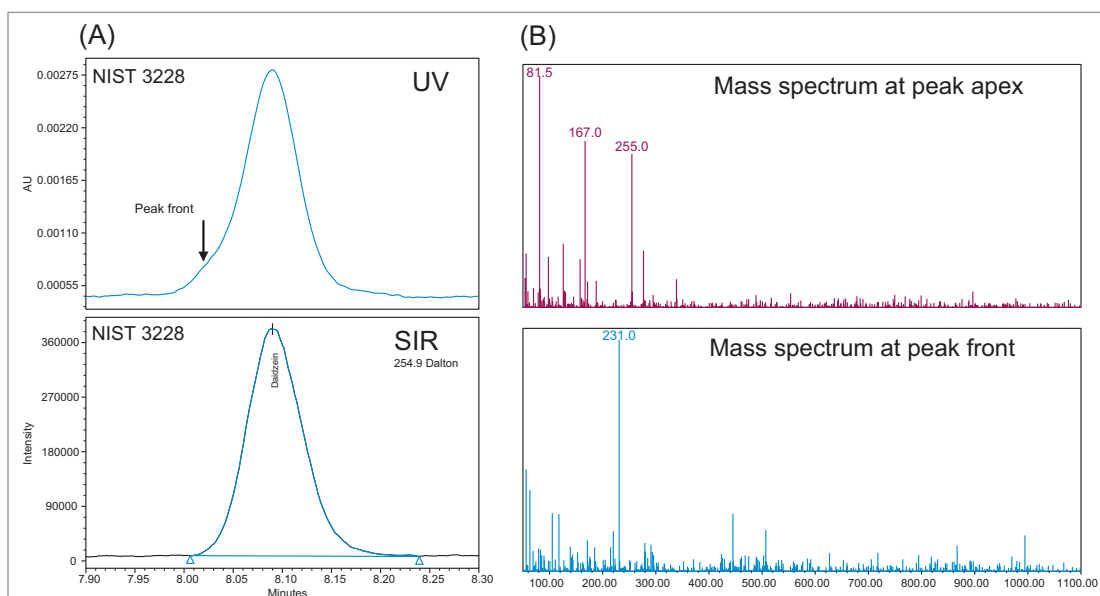 (A)
NIST 3228
UV
0.00275
0.00220
0.00165
0.00110
0.00055
AU
Peak front
NIST 3228
SIR
254.9 Dalton
Daidzein
360000
270000
180000
90000
0
Intensity
7.90 7.95 8.00 8.05 8.10 8.15 8.20 8.25 8.30
Minutes
(B)
Mass spectrum at peak apex
81.5
167.0
255.0
Mass spectrum at peak front
231.0
100.00 200.00 300.00 400.00 500.00 600.00 700.00 800.00 900.00 1000.00 1100.00